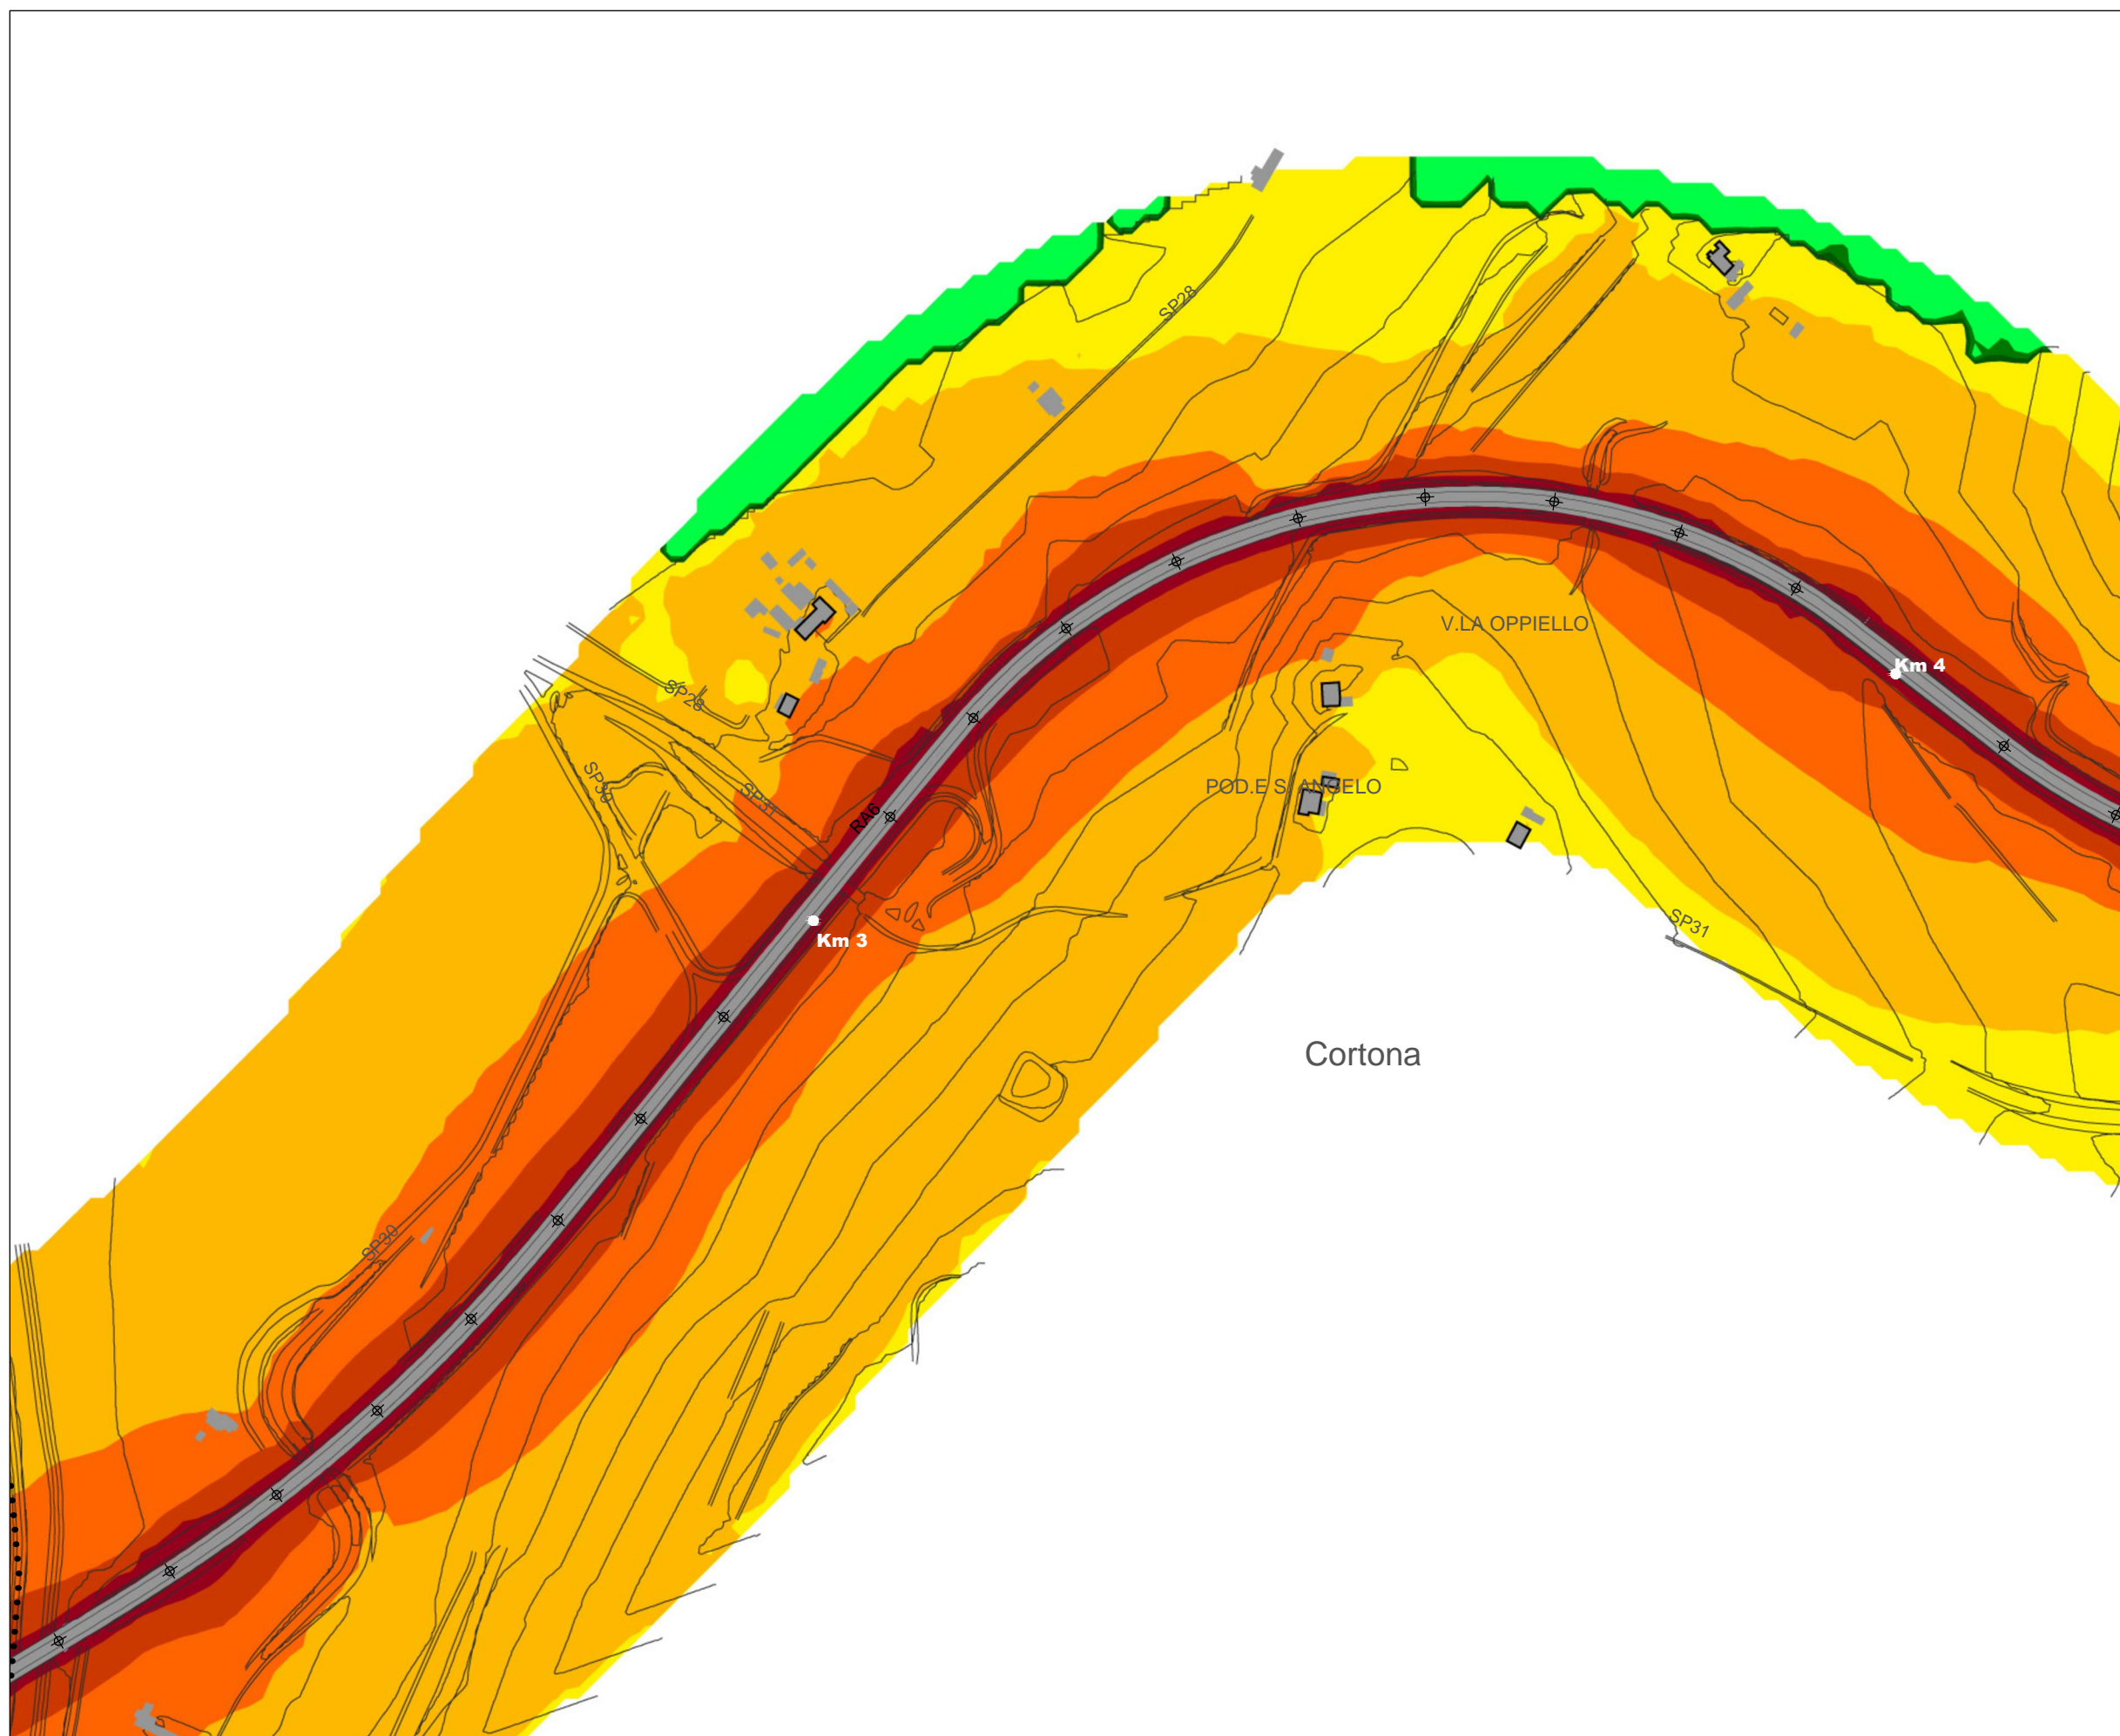 SP28
V.LA OPPIELLO
Km 4
SP28
SP30
SP31
POD.E S. ANGELO
RA6
Km 3
SP31
Cortona
SP30